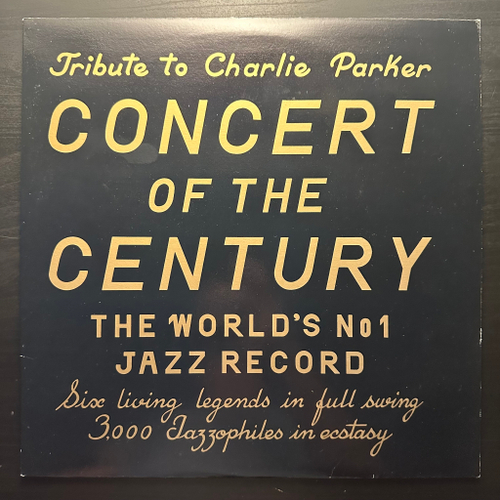 Tribute to Charlie Parker
CONCERT
OF THE
CENTURY
THE WORLD'S No1
JAZZ RECORD
Six living legends in full swing
3,000 Jazzophiles in ecstasy